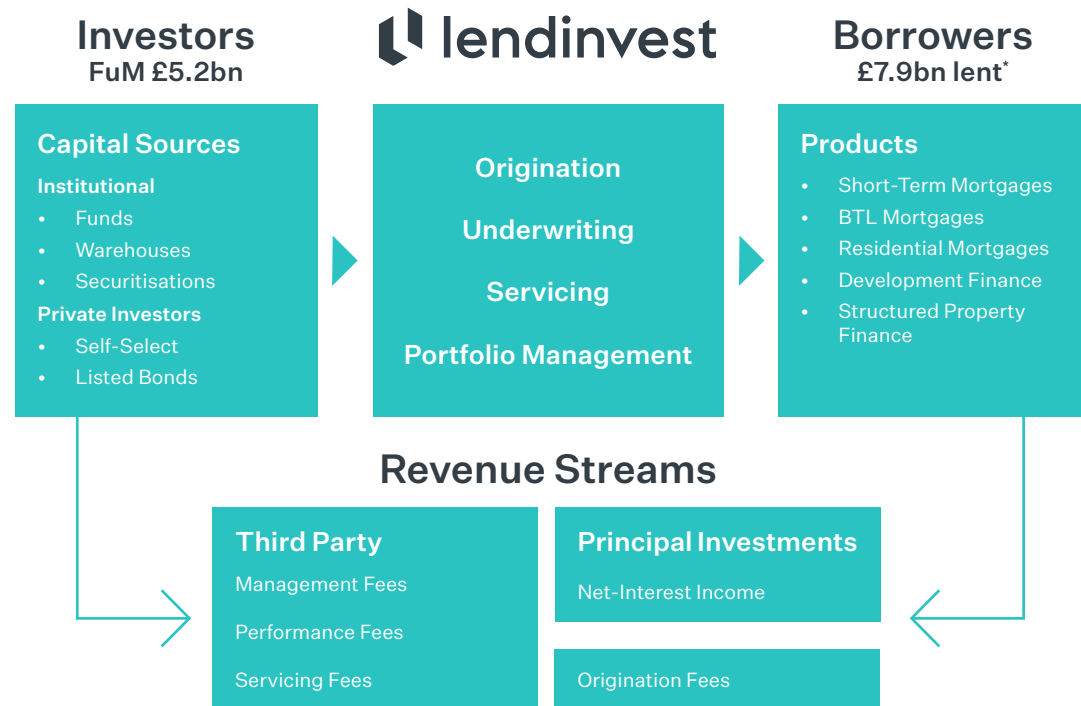 Investors
FuM £5.2bn
lendinvest
Borrowers
£7.9bn lent*
Capital Sources
Institutional
• Funds
• Warehouses
• Securitisations
Private Investors
• Self-Select
• Listed Bonds
Origination
Underwriting
Servicing
Portfolio Management
Products
• Short-Term Mortgages
• BTL Mortgages
• Residential Mortgages
• Development Finance
• Structured Property
Finance
Revenue Streams
Third Party
Management Fees
Performance Fees
Servicing Fees
Principal Investments
Net-Interest Income
Origination Fees